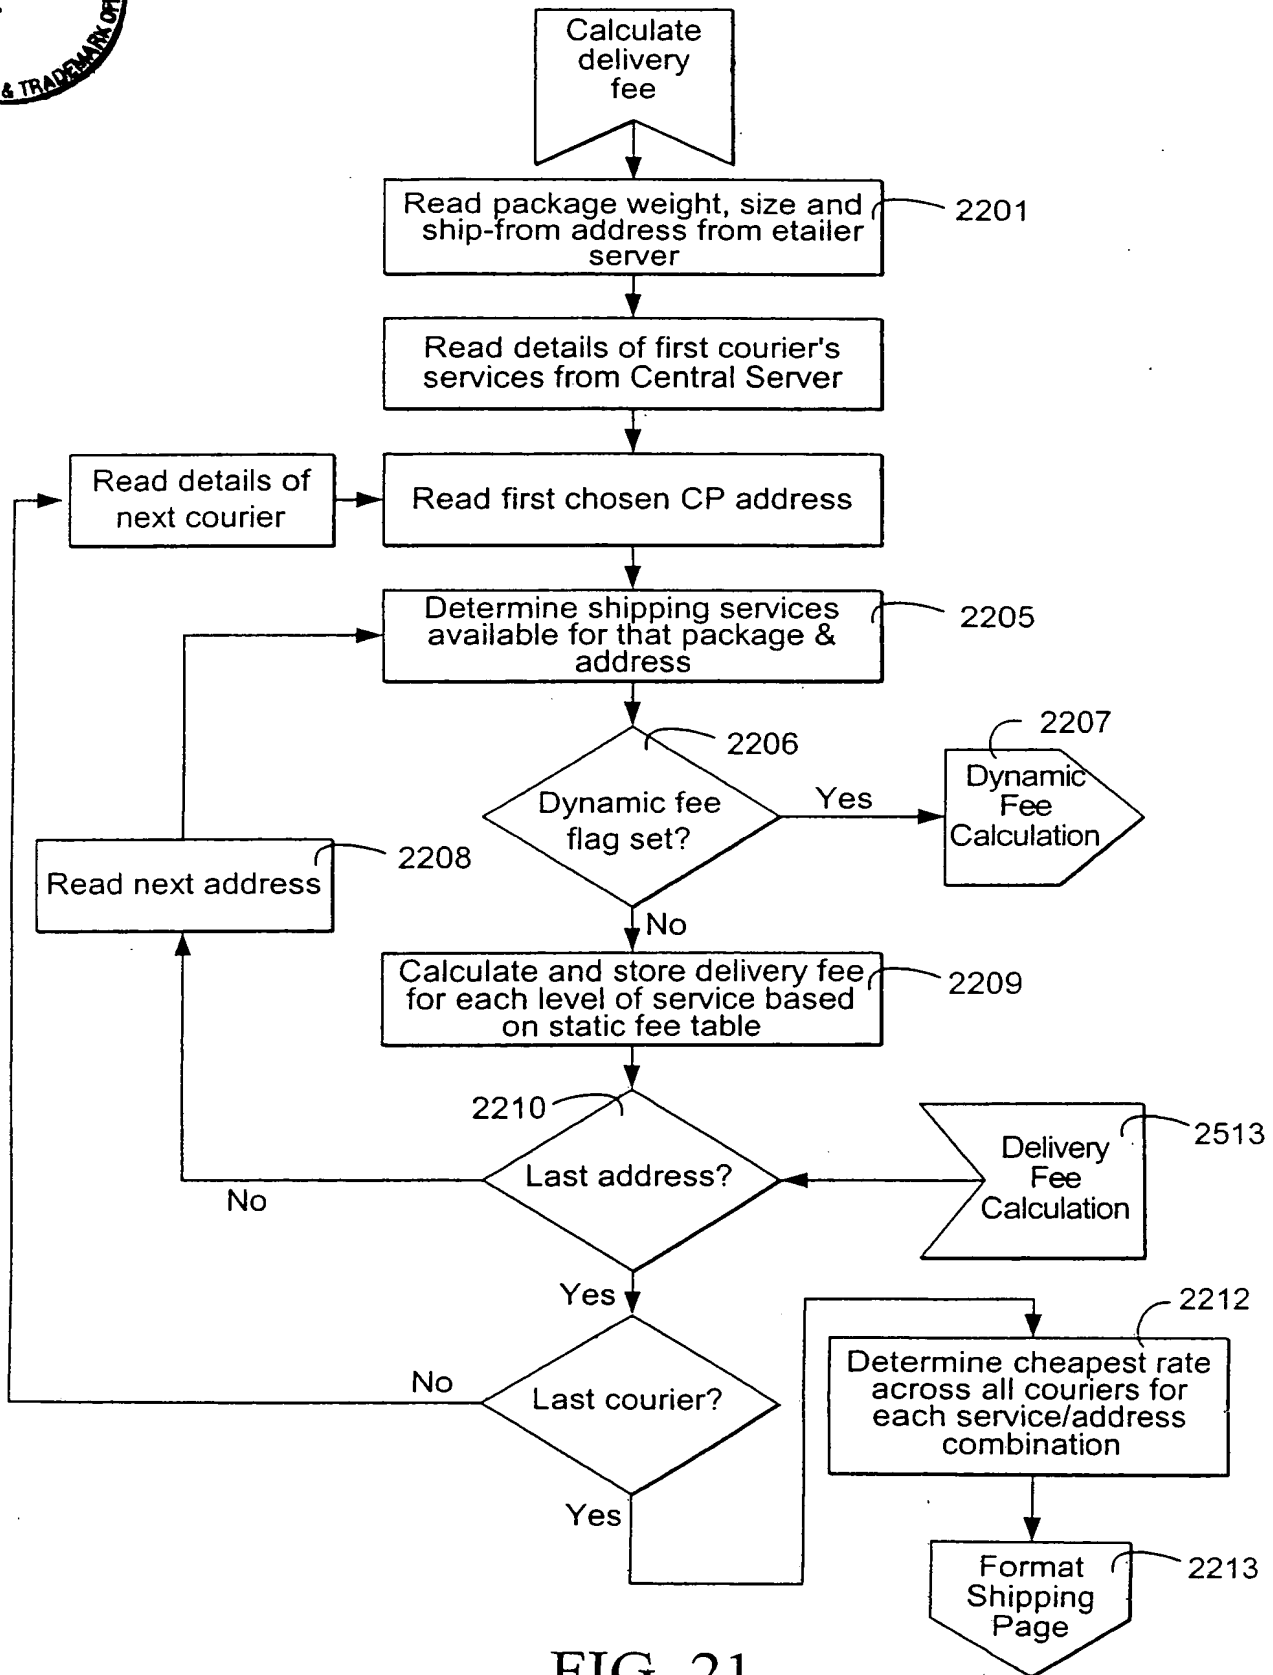 & TRADEMARK OF
Calculate
delivery
fee
Read package weight, size and
ship-from address from etailer
server
2201
Read details of first courier's
services from Central Server
Read details of
next courier
Read first chosen CP address
Determine shipping services
available for that package &
address
2205
2206
Dynamic fee
flag set?
Yes
2207
Dynamic
Fee
Calculation
No
2208
Read next address
Calculate and store delivery fee
for each level of service based
on static fee table
2209
2210
Last address?
No
2513
Delivery
Fee
Calculation
Yes
Last courier?
No
Yes
2212
Determine cheapest rate
across all couriers for
each service/address
combination
2213
Format
Shipping
Page
FIG. 21